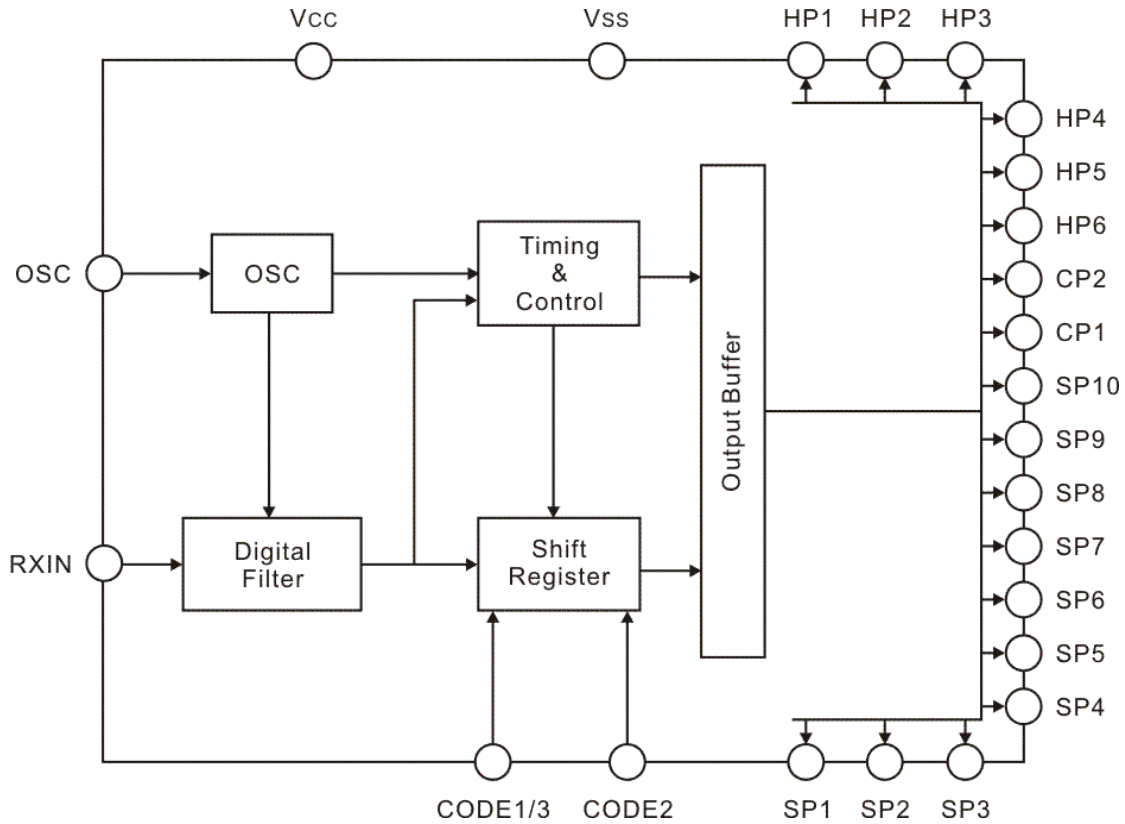 Vcc
Vss
HP1
HP2
HP3
HP4
HP5
HP6
CP2
CP1
SP10
SP9
SP8
SP7
SP6
SP5
SP4
OSC
OSC
Timing
&
Control
Output Buffer
RXIN
Digital
Filter
Shift
Register
CODE1/3
CODE2
SP1
SP2
SP3